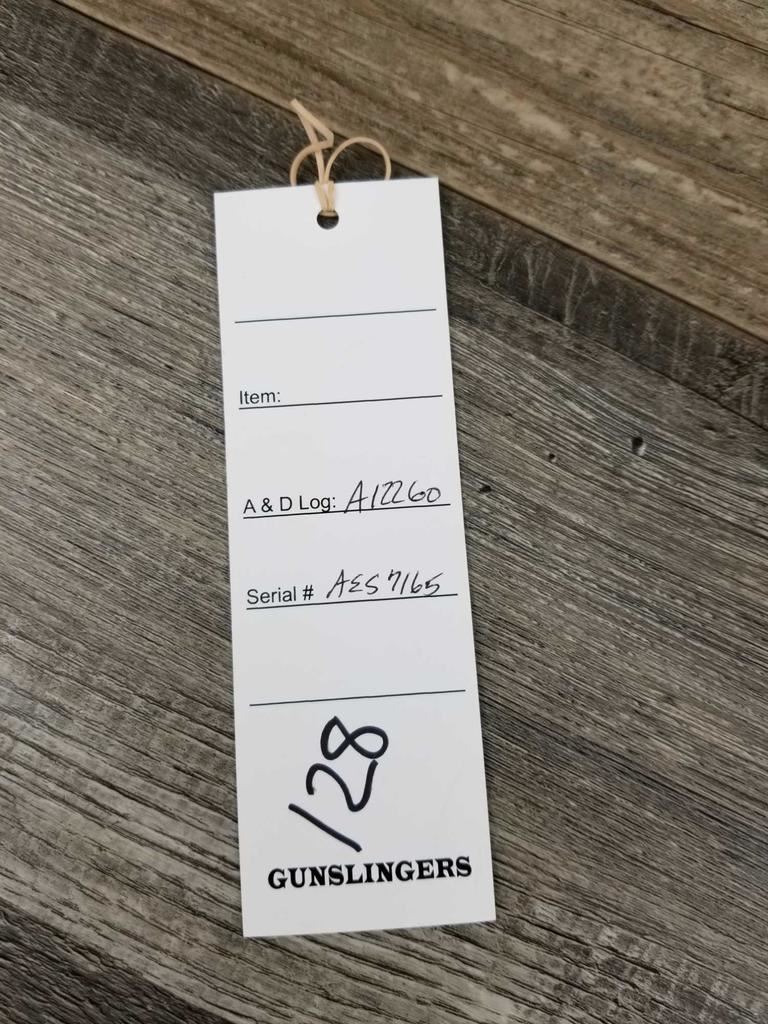 Item:
A & D Log: A12260
Serial # AES7165
128
GUNSLINGERS